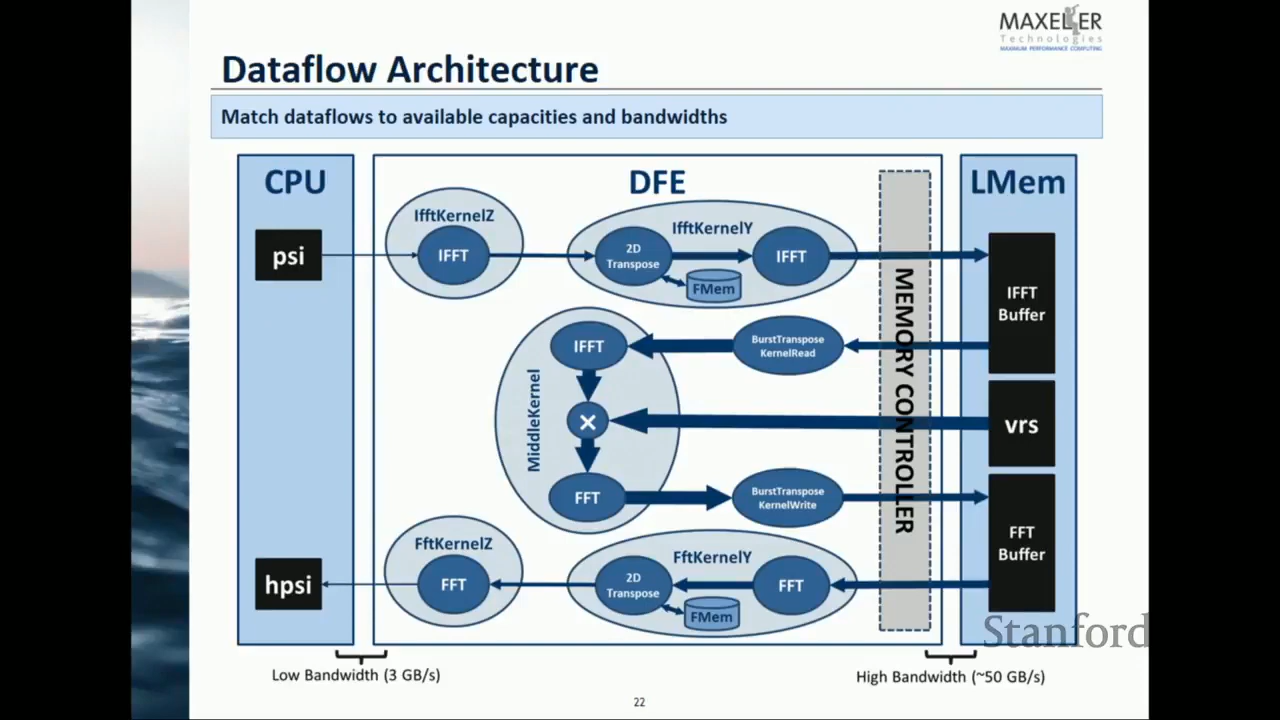 MAXELER
Technologies
MAXIMUM PERFORMANCE COMPUTING
Dataflow Architecture
Match dataflows to available capacities and bandwidths
CPU
DFE
LMem
IfftKernelZ
IFFT
IfftKernelY
2D
Transpose
IFFT
FMem
psi
IFFT
Buffer
MEMORY CONTROLLER
MiddleKernel
IFFT
BurstTranspose
KernelRead
×
vrs
FFT
BurstTranspose
KernelWrite
FFT
Buffer
FftKernelZ
FFT
FftKernelY
2D
Transpose
FFT
FMem
hpsi
Stanford
Low Bandwidth (3 GB/s)
High Bandwidth (~50 GB/s)
22